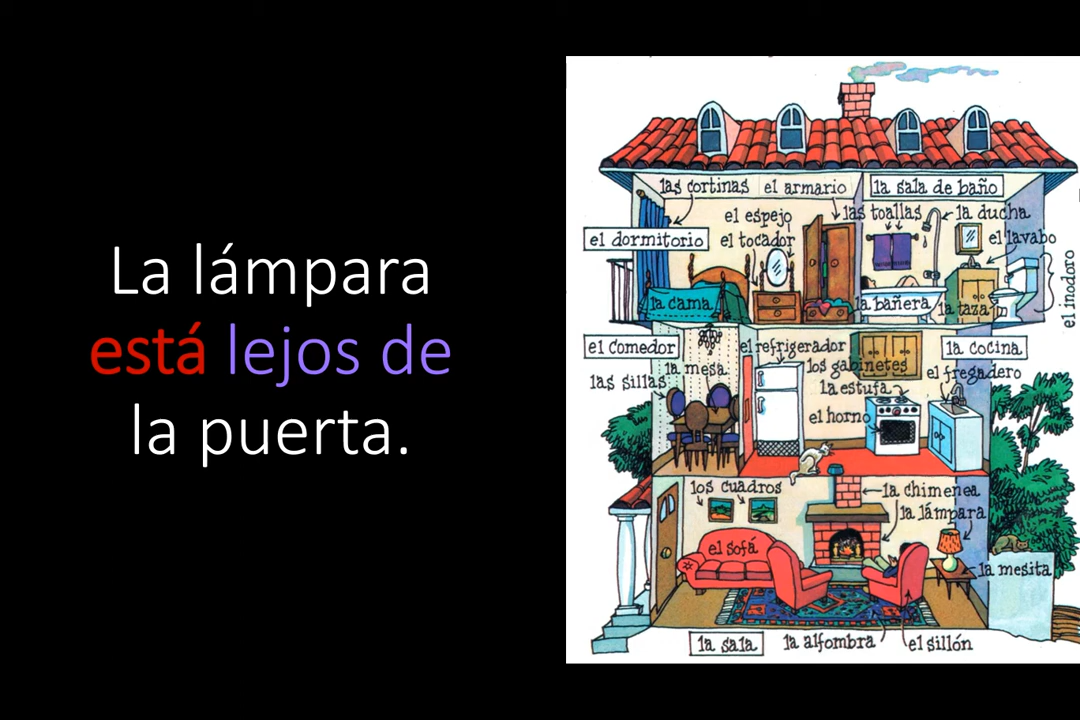 La lámpara
está lejos de
la puerta.
las cortinas
el armario
la sala de baño
el espejo
las toallas
la ducha
el dormitorio
el tocador
el lavabo
el inodoro
la cama
la bañera
la taza
el comedor
el refrigerador
la cocina
los gabinetes
la mesa
el fregadero
las sillas
la estufa
el horno
los cuadros
la chimenea
la lámpara
el sofá
la mesita
la sala
la alfombra
el sillón